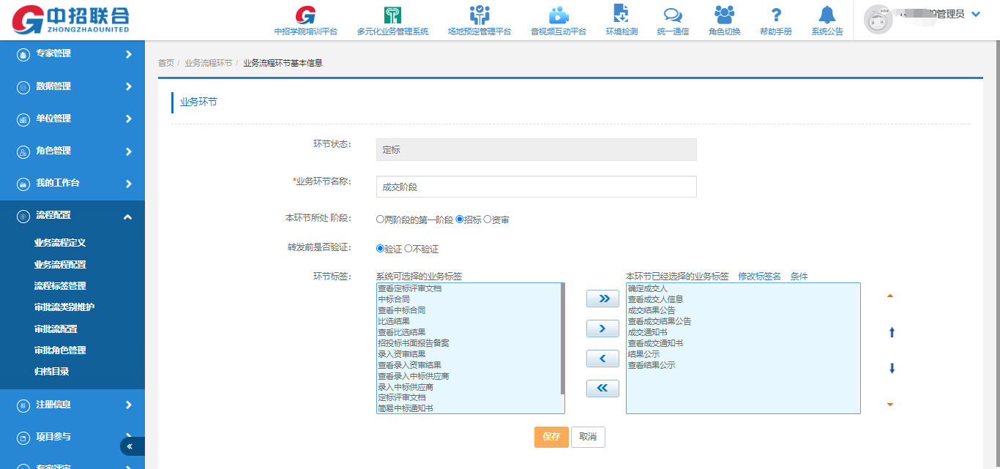 中招联合
ZHONGZHAOUNITED
中招学院培训平台
多元化业务管理系统
场地预定管理平台
音视频互动平台
环境检测
统一通信
角色切换
帮助手册
系统公告
管理员
专家管理
数据管理
单位管理
角色管理
我的工作台
流程配置
业务流程定义
业务流程配置
流程标签管理
审批流类别维护
审批流配置
审批角色管理
归档目录
注册信息
项目参与
专家评审
首页 / 业务流程环节 / 业务流程环节基本信息
业务环节
环节状态: 定标
*业务环节名称: 成交阶段
本环节所处 阶段: 两阶段的第一阶段 招标 资审
转发前是否验证: 验证 不验证
环节标签:
系统可选择的业务标签
查看定标评审文档
中标合同
查看中标合同
比选结果
查看比选结果
招投标书面报告备案
录入资审结果
查看录入资审结果
查看录入中标供应商
录入中标供应商
定标评审文档
简易中标通知书
本环节已经选择的业务标签 修改标签名 条件
确定成交人
查看成交人信息
成交结果公告
查看成交结果公告
成交通知书
查看成交通知书
结果公示
查看结果公示
保存
取消